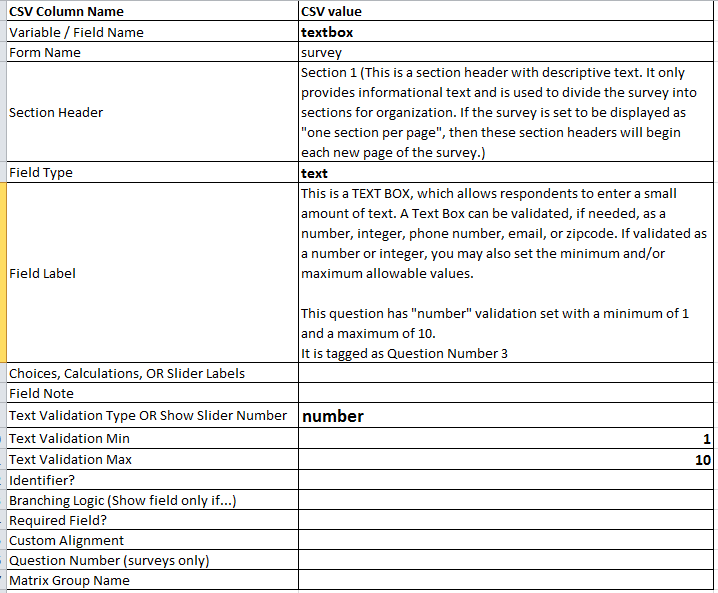 CSV Column Name CSV value
Variable / Field Name textbox
Form Name survey
Section Header
Section 1 (This is a section header with descriptive text. It only
provides informational text and is used to divide the survey into
sections for organization. If the survey is set to be displayed as
"one section per page", then these section headers will begin
each new page of the survey.)
Field Type text
Field Label
This is a TEXT BOX, which allows respondents to enter a small
amount of text. A Text Box can be validated, if needed, as a
number, integer, phone number, email, or zipcode. If validated as
a number or integer, you may also set the minimum and/or
maximum allowable values.
This question has "number" validation set with a minimum of 1
and a maximum of 10.
It is tagged as Question Number 3
Choices, Calculations, OR Slider Labels
Field Note
Text Validation Type OR Show Slider Number number
Text Validation Min 1
Text Validation Max 10
Identifier?
Branching Logic (Show field only if...)
Required Field?
Custom Alignment
Question Number (surveys only)
Matrix Group Name